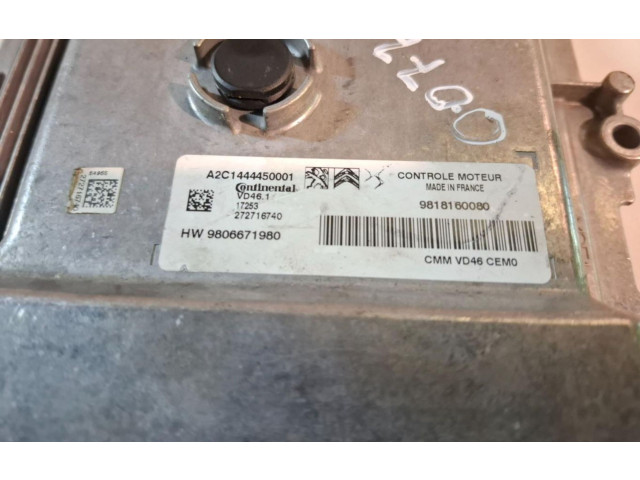 A2C1444450001
Continental
VD46.1
17253
272716740
HW 9806671980
CONTROLE MOTEUR
MADE IN FRANCE
9818160080
CMM VD46 CEM0